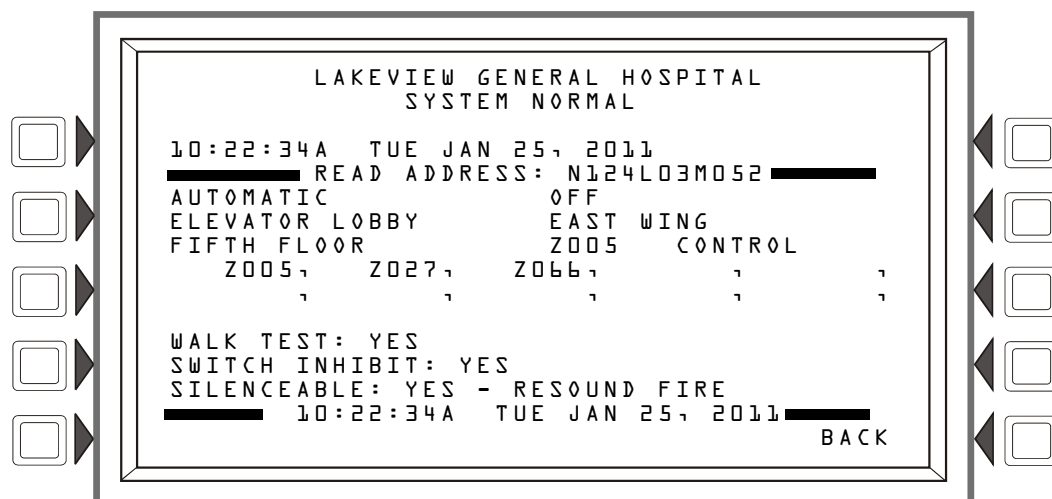 LAKEVIEW GENERAL HOSPITAL
SYSTEM NORMAL
10:22:34A TUE JAN 25, 2011
READ ADDRESS: N124L03M052
AUTOMATIC OFF
ELEVATOR LOBBY EAST WING
FIFTH FLOOR Z005 CONTROL
Z005, Z027, Z066, , ,
, , , , ,
WALK TEST: YES
SWITCH INHIBIT: YES
SILENCEABLE: YES - RESOUND FIRE
10:22:34A TUE JAN 25, 2011
BACK